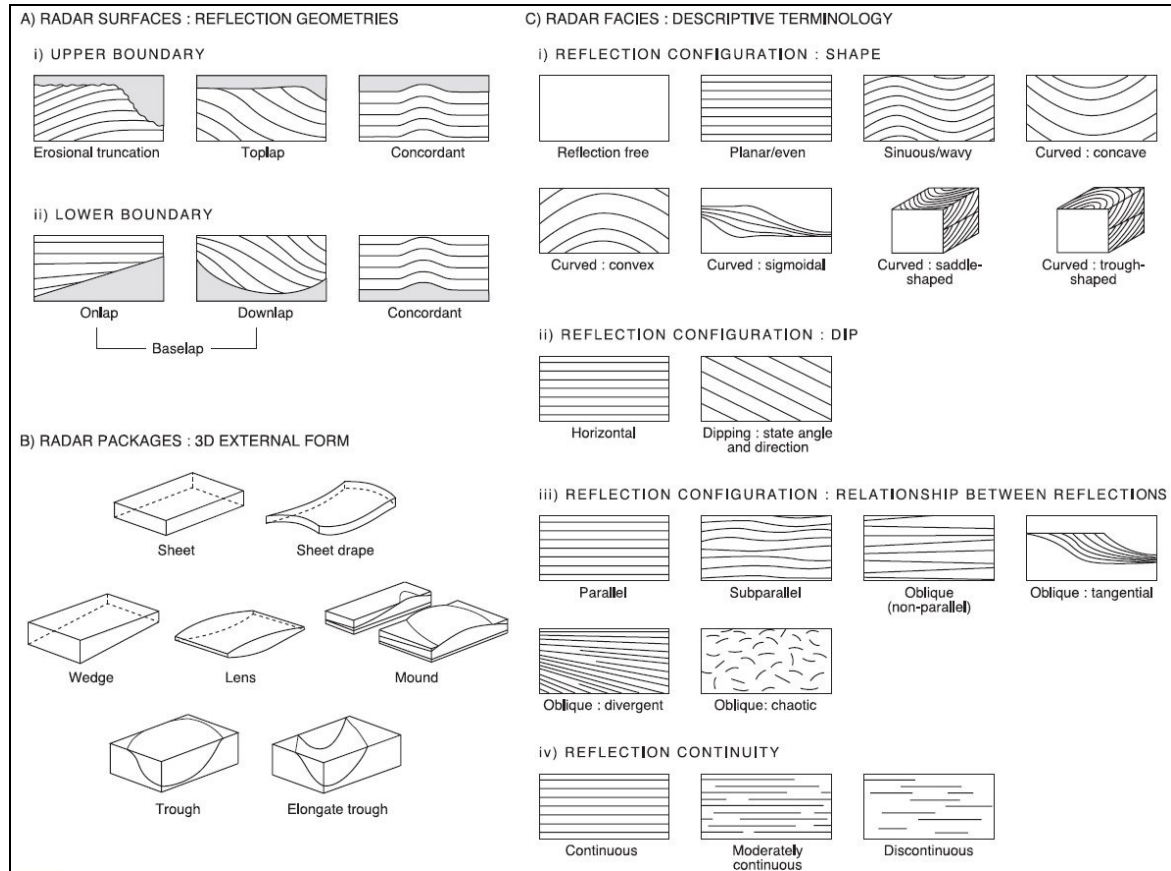 A) RADAR SURFACES : REFLECTION GEOMETRIES
i) UPPER BOUNDARY
Erosional truncation
Toplap
Concordant
ii) LOWER BOUNDARY
Onlap
Downlap
Concordant
Baselap
B) RADAR PACKAGES : 3D EXTERNAL FORM
Sheet
Sheet drape
Wedge
Lens
Mound
Trough
Elongate trough
C) RADAR FACIES : DESCRIPTIVE TERMINOLOGY
i) REFLECTION CONFIGURATION : SHAPE
Reflection free
Planar/even
Sinuous/wavy
Curved : concave
Curved : convex
Curved : sigmoidal
Curved : saddle-
shaped
Curved : trough-
shaped
ii) REFLECTION CONFIGURATION : DIP
Horizontal
Dipping : state angle
and direction
iii) REFLECTION CONFIGURATION : RELATIONSHIP BETWEEN REFLECTIONS
Parallel
Subparallel
Oblique
(non-parallel)
Oblique : tangential
Oblique : divergent
Oblique: chaotic
iv) REFLECTION CONTINUITY
Continuous
Moderately
continuous
Discontinuous